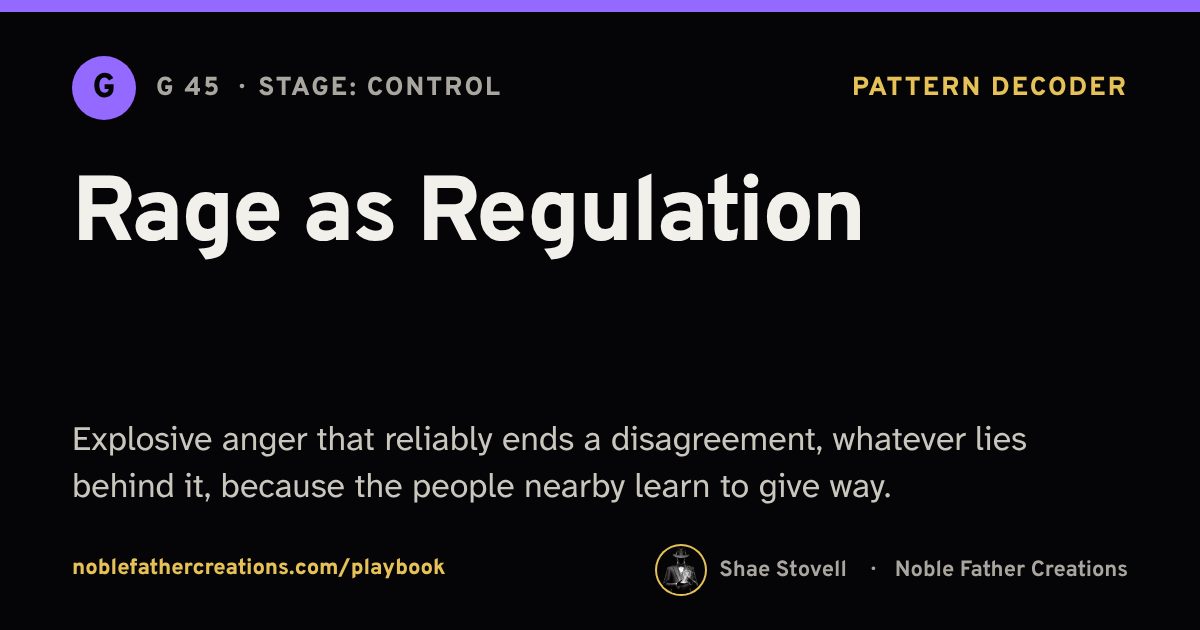 G
G 45 · STAGE: CONTROL
PATTERN DECODER
Rage as Regulation
Explosive anger that reliably ends a disagreement, whatever lies
behind it, because the people nearby learn to give way.
noblefathercreations.com/playbook
Shae Stovell · Noble Father Creations